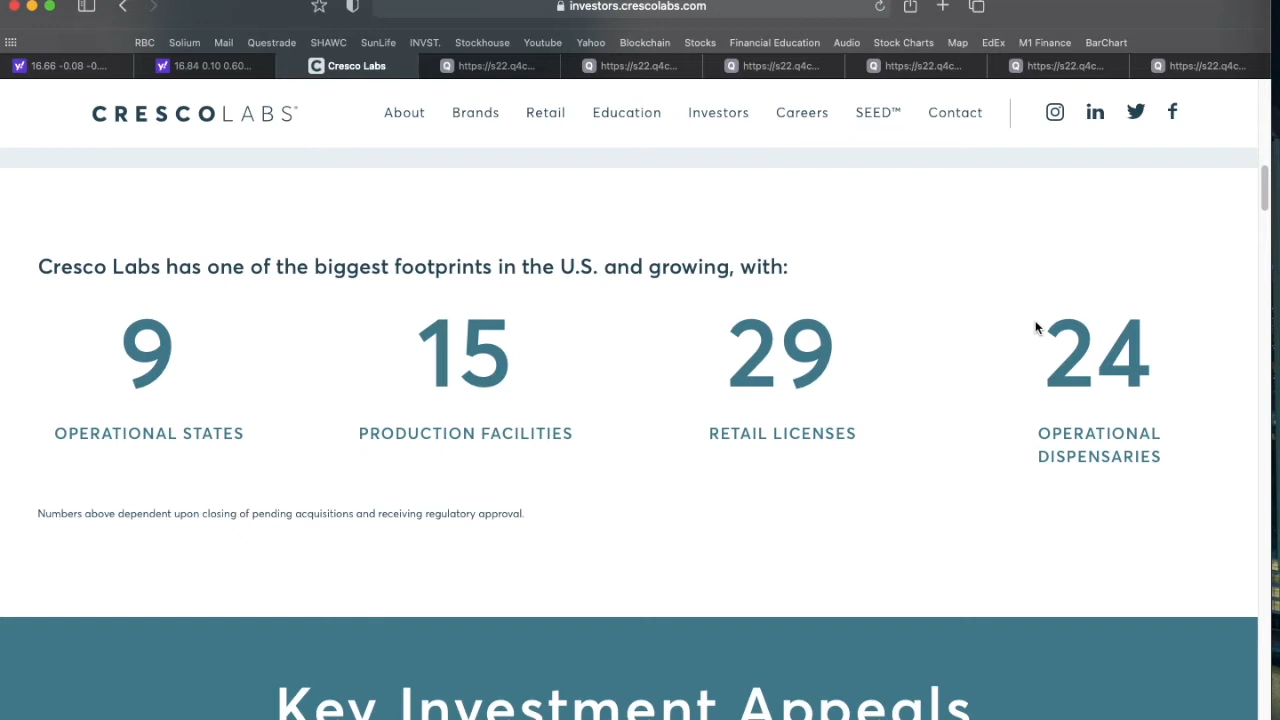 investors.crescolabs.com
RBC Solium Mail Questrade SHAWC SunLife INVST. Stockhouse Youtube Yahoo Blockchain Stocks Financial Education Audio Stock Charts Map EdEx M1 Finance BarChart
16.66 -0.08 -0.... 16.84 0.10 0.60... Cresco Labs https://s22.q4c... https://s22.q4c... https://s22.q4c... https://s22.q4c... https://s22.q4c... https://s22.q4c...
CRESCOLABS™ About Brands Retail Education Investors Careers SEED™ Contact
Cresco Labs has one of the biggest footprints in the U.S. and growing, with:
9 15 29 24
OPERATIONAL STATES PRODUCTION FACILITIES RETAIL LICENSES OPERATIONAL
DISPENSARIES
Numbers above dependent upon closing of pending acquisitions and receiving regulatory approval.
Key Investment Appeals